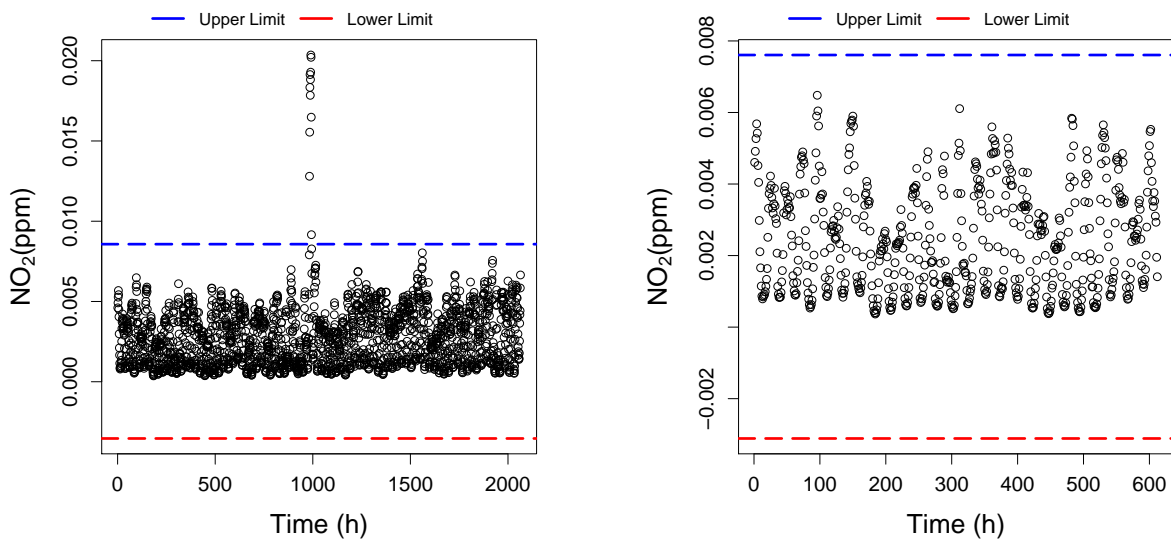 Upper Limit Lower Limit
0.020
0.015
0.010
0.005
0.000
NO2(ppm)
0 500 1000 1500 2000
Time (h)
Upper Limit Lower Limit
0.008
0.006
0.004
0.002
−0.002
NO2(ppm)
0 100 200 300 400 500 600
Time (h)